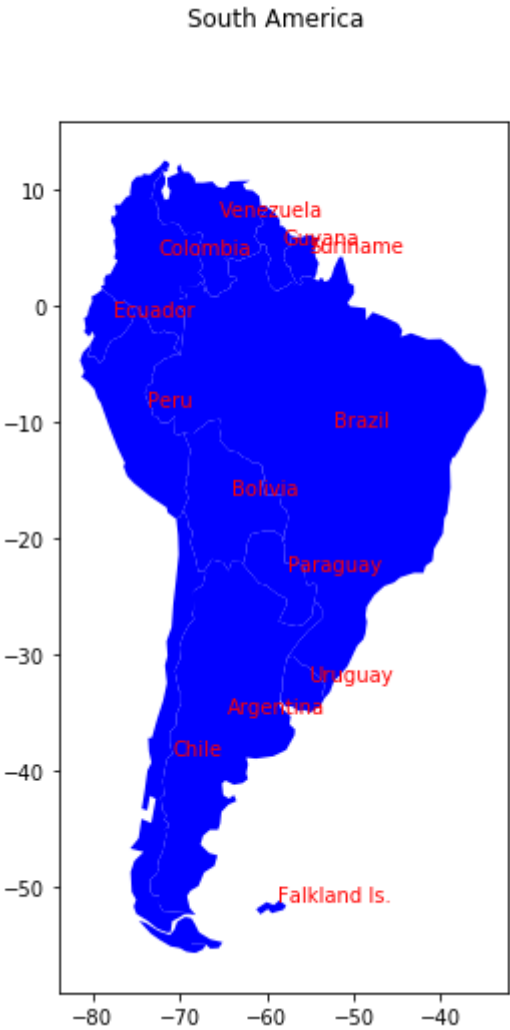 South America
10
Venezuela
Guyana
Suriname
Colombia
0
Ecuador
Peru
−10
Brazil
Bolivia
−20
Paraguay
−30
Uruguay
Argentina
Chile
−40
−50
Falkland Is.
−80 −70 −60 −50 −40